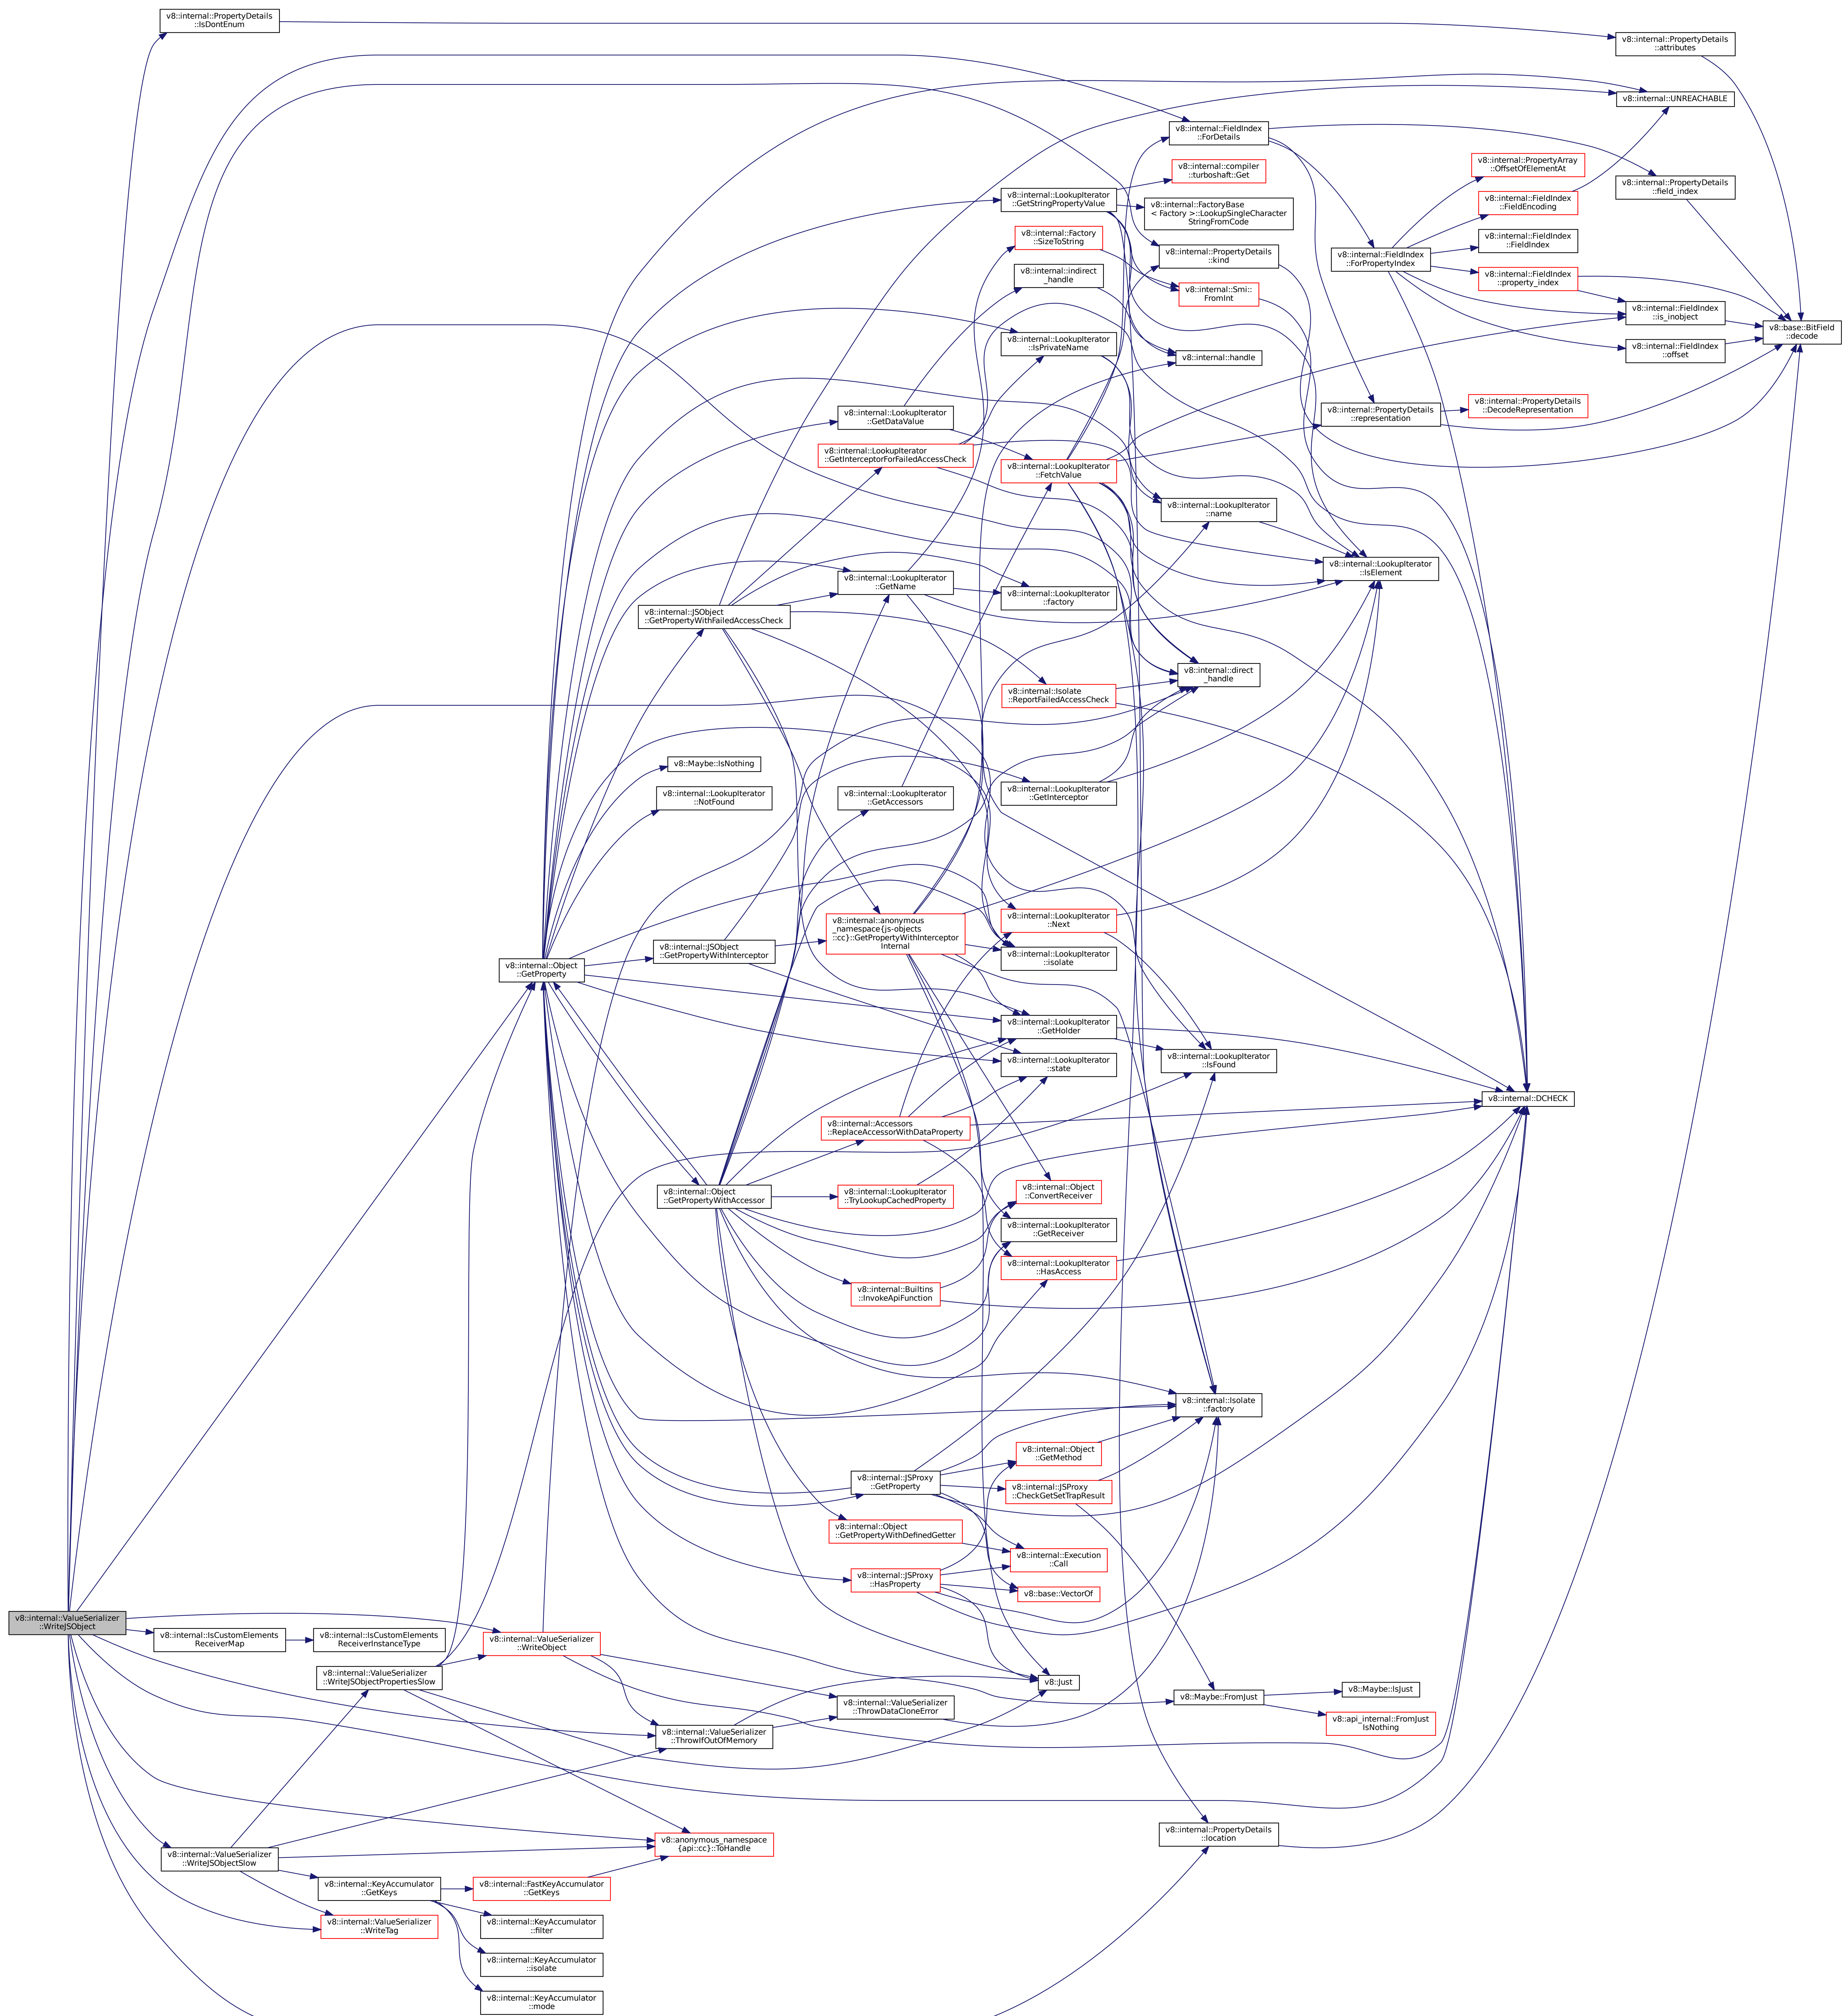 v8::internal::PropertyDetails
::IsDontEnum
v8::internal::PropertyDetails
::attributes
v8::internal::UNREACHABLE
v8::internal::FieldIndex
::ForDetails
v8::internal::PropertyArray
::OffsetOfElementAt
v8::internal::compiler
::turboshaft::Get
v8::internal::PropertyDetails
::field_index
v8::internal::LookupIterator
::GetStringPropertyValue
v8::internal::FieldIndex
::FieldEncoding
v8::internal::FactoryBase
< Factory >::LookupSingleCharacter
StringFromCode
v8::internal::Factory
::SizeToString
v8::internal::FieldIndex
::FieldIndex
v8::internal::PropertyDetails
::kind
v8::internal::FieldIndex
::ForPropertyIndex
v8::internal::indirect
_handle
v8::internal::FieldIndex
::property_index
v8::internal::Smi::
FromInt
v8::internal::FieldIndex
::is_inobject
v8::base::BitField
::decode
v8::internal::LookupIterator
::IsPrivateName
v8::internal::handle
v8::internal::FieldIndex
::offset
v8::internal::LookupIterator
::GetDataValue
v8::internal::PropertyDetails
::representation
v8::internal::PropertyDetails
::DecodeRepresentation
v8::internal::LookupIterator
::GetInterceptorForFailedAccessCheck
v8::internal::LookupIterator
::FetchValue
v8::internal::LookupIterator
::name
v8::internal::LookupIterator
::IsElement
v8::internal::LookupIterator
::GetName
v8::internal::LookupIterator
::factory
v8::internal::JSObject
::GetPropertyWithFailedAccessCheck
v8::internal::direct
_handle
v8::internal::Isolate
::ReportFailedAccessCheck
v8::Maybe::IsNothing
v8::internal::LookupIterator
::NotFound
v8::internal::LookupIterator
::GetAccessors
v8::internal::LookupIterator
::GetInterceptor
v8::internal::anonymous
_namespace{js-objects
::cc}::GetPropertyWithInterceptor
Internal
v8::internal::LookupIterator
::Next
v8::internal::JSObject
::GetPropertyWithInterceptor
v8::internal::LookupIterator
::isolate
v8::internal::Object
::GetProperty
v8::internal::LookupIterator
::GetHolder
v8::internal::LookupIterator
::state
v8::internal::LookupIterator
::IsFound
v8::internal::DCHECK
v8::internal::Accessors
::ReplaceAccessorWithDataProperty
v8::internal::Object
::GetPropertyWithAccessor
v8::internal::LookupIterator
::TryLookupCachedProperty
v8::internal::Object
::ConvertReceiver
v8::internal::LookupIterator
::GetReceiver
v8::internal::LookupIterator
::HasAccess
v8::internal::Builtins
::InvokeApiFunction
v8::internal::Isolate
::factory
v8::internal::Object
::GetMethod
v8::internal::JSProxy
::GetProperty
v8::internal::JSProxy
::CheckGetSetTrapResult
v8::internal::Object
::GetPropertyWithDefinedGetter
v8::internal::Execution
::Call
v8::internal::JSProxy
::HasProperty
v8::base::VectorOf
v8::internal::ValueSerializer
::WriteJSObject
v8::internal::IsCustomElements
ReceiverMap
v8::internal::IsCustomElements
ReceiverInstanceType
v8::internal::ValueSerializer
::WriteObject
v8::internal::ValueSerializer
::WriteJSObjectPropertiesSlow
v8::Just
v8::Maybe::FromJust
v8::Maybe::IsJust
v8::internal::ValueSerializer
::ThrowDataCloneError
v8::api_internal::FromJust
IsNothing
v8::internal::ValueSerializer
::ThrowIfOutOfMemory
v8::internal::PropertyDetails
::location
v8::anonymous_namespace
{api::cc}::ToHandle
v8::internal::ValueSerializer
::WriteJSObjectSlow
v8::internal::KeyAccumulator
::GetKeys
v8::internal::FastKeyAccumulator
::GetKeys
v8::internal::ValueSerializer
::WriteTag
v8::internal::KeyAccumulator
::filter
v8::internal::KeyAccumulator
::isolate
v8::internal::KeyAccumulator
::mode